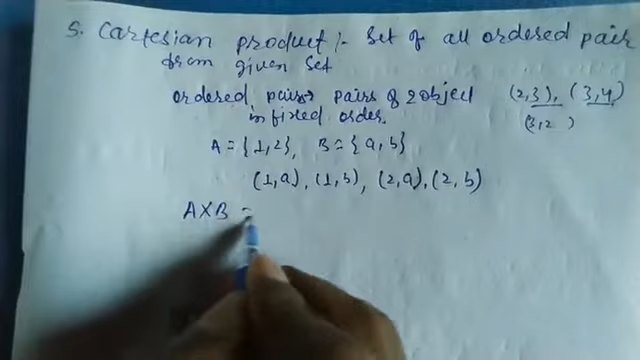 5. Cartesian product :- Set of all ordered pair
from given set
ordered pair→ pairs of 2 object (2,3), (3,4)
in fixed order. (3,2 )
A = {1,2}, B = {a,b}
(1,a), (1,b), (2,a), (2,b)
A×B =